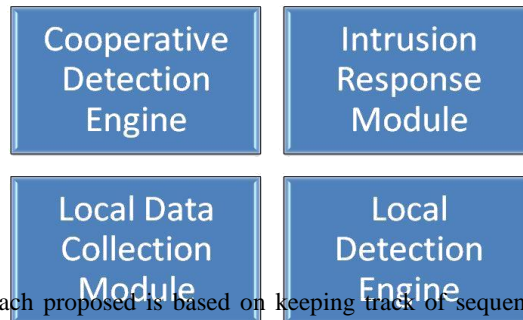 Cooperative
Detection
Engine
Intrusion
Response
Module
Local Data
Collection
Module
Local
Detection
Engine
ach proposed is based on keeping track of sequen